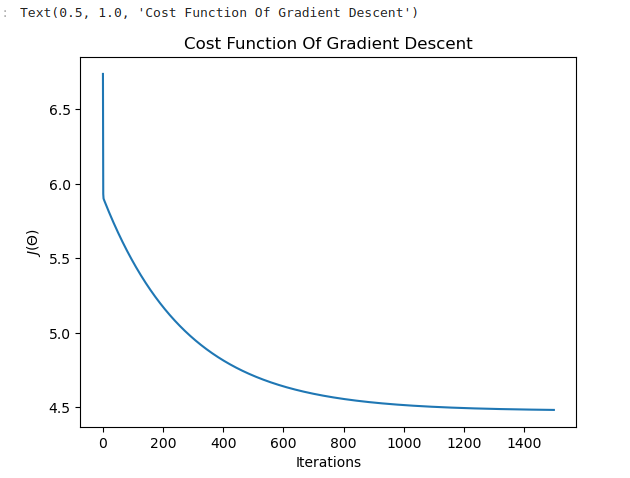 : Text(0.5, 1.0, 'Cost Function Of Gradient Descent')
Cost Function Of Gradient Descent
6.5
6.0
5.5
5.0
4.5
J(Θ)
0 200 400 600 800 1000 1200 1400
Iterations